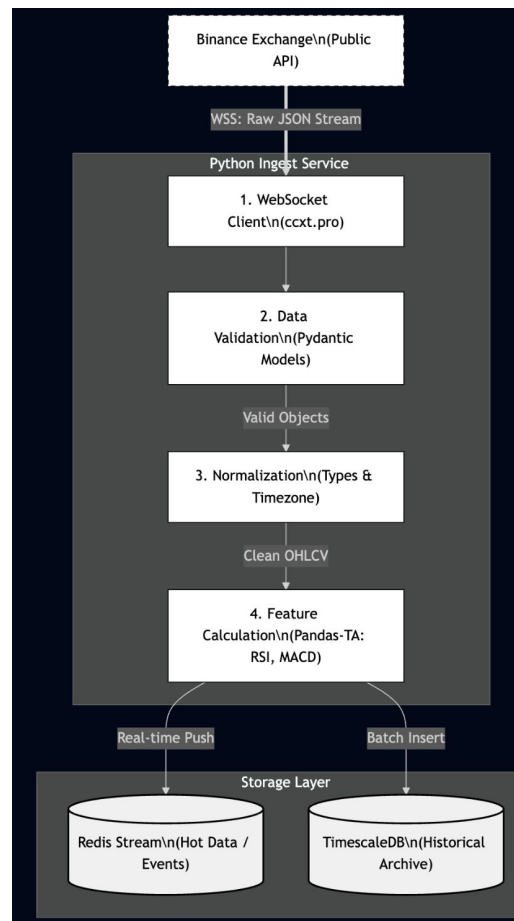 Binance Exchange\n(Public
API)
WSS: Raw JSON Stream
Python Ingest Service
1. WebSocket
Client\n(ccxt.pro)
2. Data
Validation\n(Pydantic
Models)
Valid Objects
3. Normalization\n(Types &
Timezone)
Clean OHLCV
4. Feature
Calculation\n(Pandas-TA:
RSI, MACD)
Real-time Push
Batch Insert
Storage Layer
Redis Stream\n(Hot Data /
Events)
TimescaleDB\n(Historical
Archive)